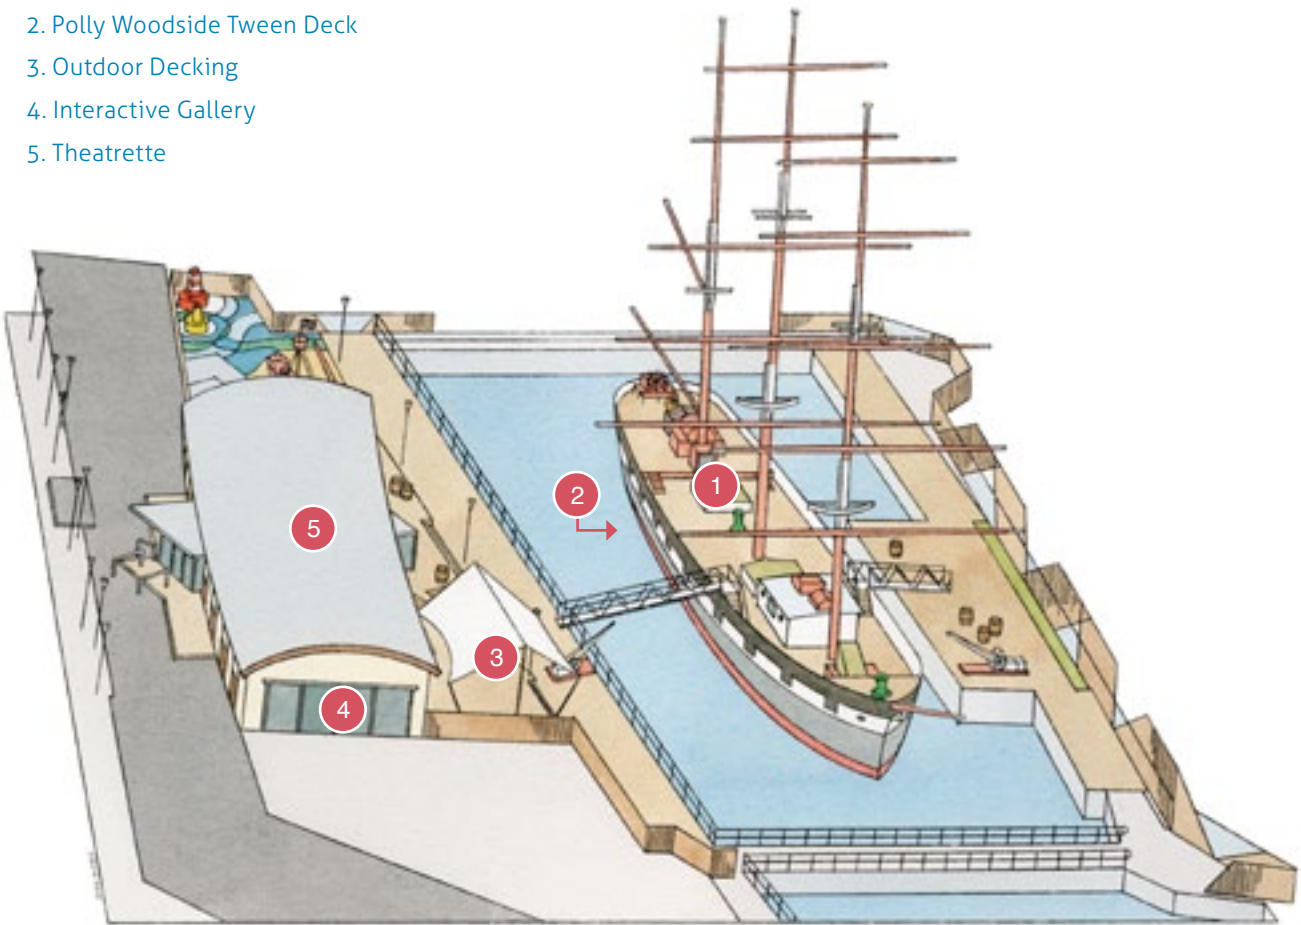 2. Polly Woodside Tween Deck
3. Outdoor Decking
4. Interactive Gallery
5. Theatrette
1
2
5
3
4